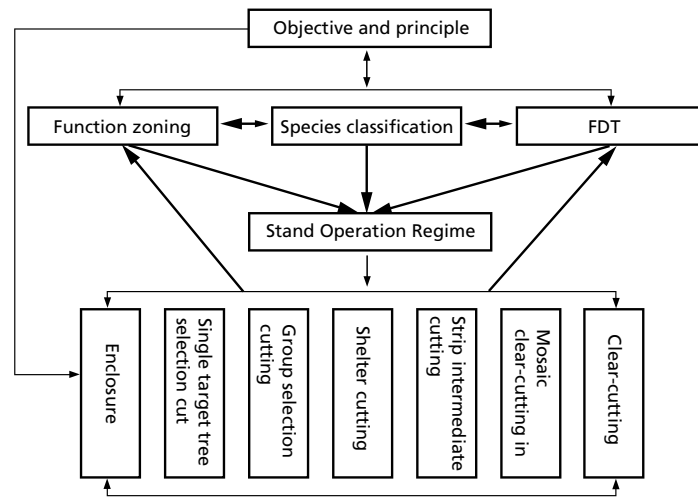 Objective and principle
Function zoning
Species classification
FDT
Stand Operation Regime
Enclosure
Single target tree
selection cut
Group selection
cutting
Shelter cutting
Strip intermediate
cutting
Mosaic
clear-cutting in
Clear-cutting